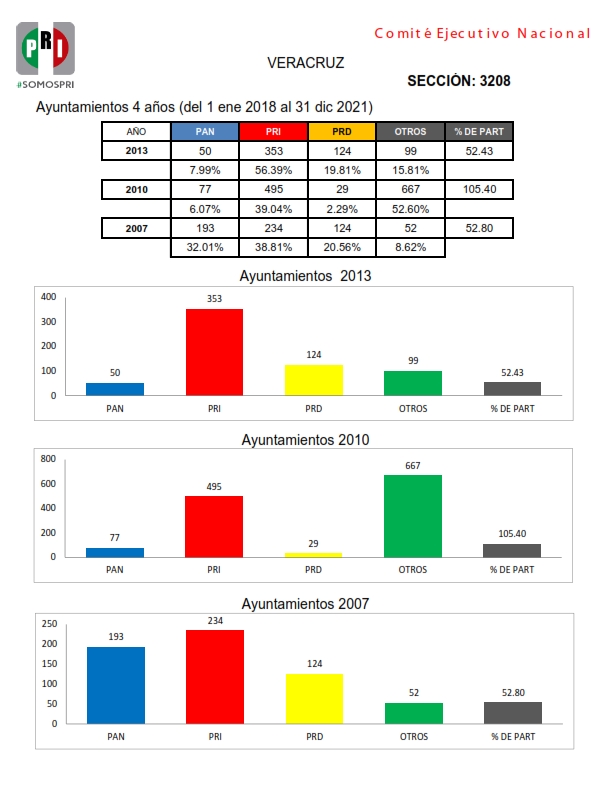 Comité Ejecutivo Nacional
PRI
#SOMOSPRI
VERACRUZ
SECCIÓN: 3208
Ayuntamientos 4 años (del 1 ene 2018 al 31 dic 2021)
AÑO PAN PRI PRD OTROS % DE PART
2013 50 353 124 99 52.43
7.99% 56.39% 19.81% 15.81%
2010 77 495 29 667 105.40
6.07% 39.04% 2.29% 52.60%
2007 193 234 124 52 52.80
32.01% 38.81% 20.56% 8.62%
Ayuntamientos 2013
400
300
200
100
0
50 353 124 99 52.43
PAN PRI PRD OTROS % DE PART
Ayuntamientos 2010
800
600
400
200
0
77 495 29 667 105.40
PAN PRI PRD OTROS % DE PART
Ayuntamientos 2007
250
200
150
100
50
0
193 234 124 52 52.80
PAN PRI PRD OTROS % DE PART